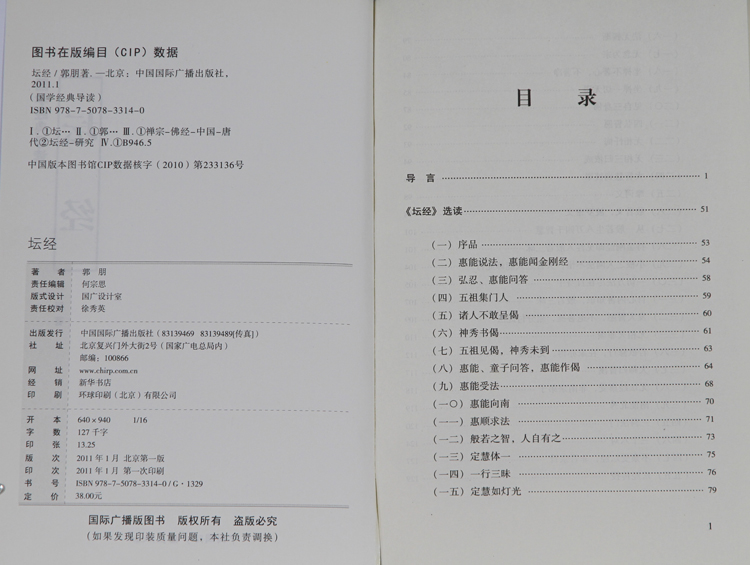 图书在版编目（CIP）数据
坛经 / 郭朋著. —北京：中国国际广播出版社，
2011.1
（国学经典导读）
ISBN 978-7-5078-3314-0
Ⅰ. ①坛… Ⅱ. ①郭… Ⅲ. ①禅宗-佛经-中国-唐
代②坛经-研究 Ⅳ. ①B946.5
中国版本图书馆CIP数据核字（2010）第233136号
坛经
著　　者　郭　朋
责任编辑　何宗思
版式设计　国广设计室
责任校对　徐秀英
出版发行　中国国际广播出版社（83139469　83139489[传真]）
社　　址　北京复兴门外大街2号（国家广电总局内）
邮编：100866
网　　址　www.chirp.com.cn
经　　销　新华书店
印　　刷　环球印刷（北京）有限公司
开　　本　640×940　1/16
字　　数　127千字
印　　张　13.25
版　　次　2011年1月 北京第一版
印　　次　2011年1月 第一次印刷
书　　号　ISBN 978-7-5078-3314-0 / G·1329
定　　价　38.00元
国际广播版图书　版权所有　盗版必究
（如果发现印装质量问题，本社负责调换）
目　录
导　言 …… 1
《坛经》选读 …… 51
（一）序品 …… 53
（二）惠能说法，惠能闻金刚经 …… 54
（三）弘忍、惠能问答 …… 58
（四）五祖集门人 …… 59
（五）诸人不敢呈偈 …… 60
（六）神秀书偈 …… 61
（七）五祖见偈，神秀未到 …… 63
（八）惠能、童子问答，惠能作偈 …… 64
（九）惠能受法 …… 68
（一〇）惠能向南 …… 70
（一一）惠顺求法 …… 71
（一二）般若之智，人自有之 …… 73
（一三）定慧体一 …… 75
（一四）一行三昧 …… 76
（一五）定慧如灯光 …… 79
1